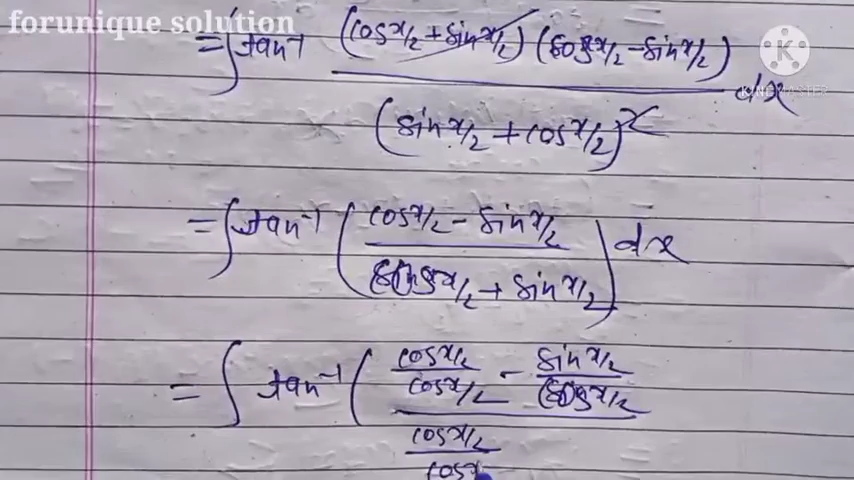 forunique solution
= ∫ tan⁻¹ (cos x/2 + sin x/2) (cos x/2 - sin x/2)
dx
(sin x/2 + cos x/2)²
KINEMASTER
= ∫ tan⁻¹ ( cos x/2 - sin x/2
cos x/2 + sin x/2 ) dx
= ∫ tan⁻¹ ( cos x/2 / cos x/2 - sin x/2 / cos x/2
cos x/2
cos x